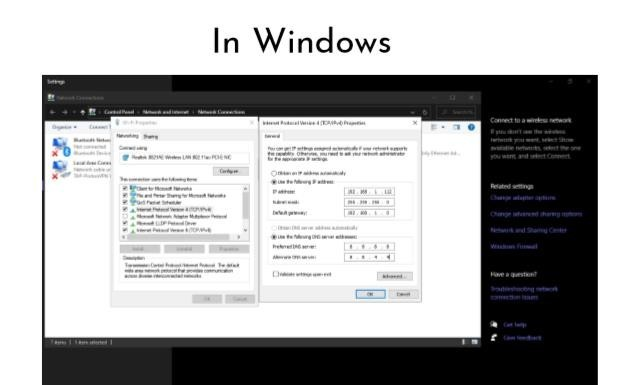 In Windows
Settings
Network Connections
Control Panel > Network and Internet > Network Connections
Organize
Connect T
Bluetooth Netw
Not connected
Bluetooth Device
Local Area Conn
Network cable u
Wi-Fi Properties
Networking Sharing
Connect using:
Realtek 8821AE Wireless LAN 802.11ac PCI-E NIC
Configure...
This connection uses the following items:
Client for Microsoft Networks
File and Printer Sharing for Microsoft Networks
QoS Packet Scheduler
Internet Protocol Version 4 (TCP/IPv4)
Microsoft Network Adapter Multiplexor Protocol
Microsoft LLDP Protocol Driver
Internet Protocol Version 6 (TCP/IPv6)
Install... Uninstall Properties
Description
Transmission Control Protocol/Internet Protocol. The default
wide area network protocol that provides communication
across diverse interconnected networks.
OK Cancel
Internet Protocol Version 4 (TCP/IPv4) Properties
General
You can get IP settings assigned automatically if your network supports
this capability. Otherwise, you need to ask your network administrator
for the appropriate IP settings.
Obtain an IP address automatically
Use the following IP address:
IP address: 192 . 168 . 1 . 112
Subnet mask: 255 . 255 . 255 . 0
Default gateway: 192 . 168 . 1 . 0
Obtain DNS server address automatically
Use the following DNS server addresses:
Preferred DNS server: 8 . 8 . 8 . 8
Alternate DNS server: 8 . 8 . 4 . 4
Validate settings upon exit
Advanced...
OK Cancel
7 items 1 item selected
Connect to a wireless network
If you don't see the wireless
network you want, select Show
available networks, select the one
you want, and select Connect.
Related settings
Change adapter options
Change advanced sharing options
Network and Sharing Center
Windows Firewall
Have a question?
Troubleshooting network
connection issues
Get help
Give feedback